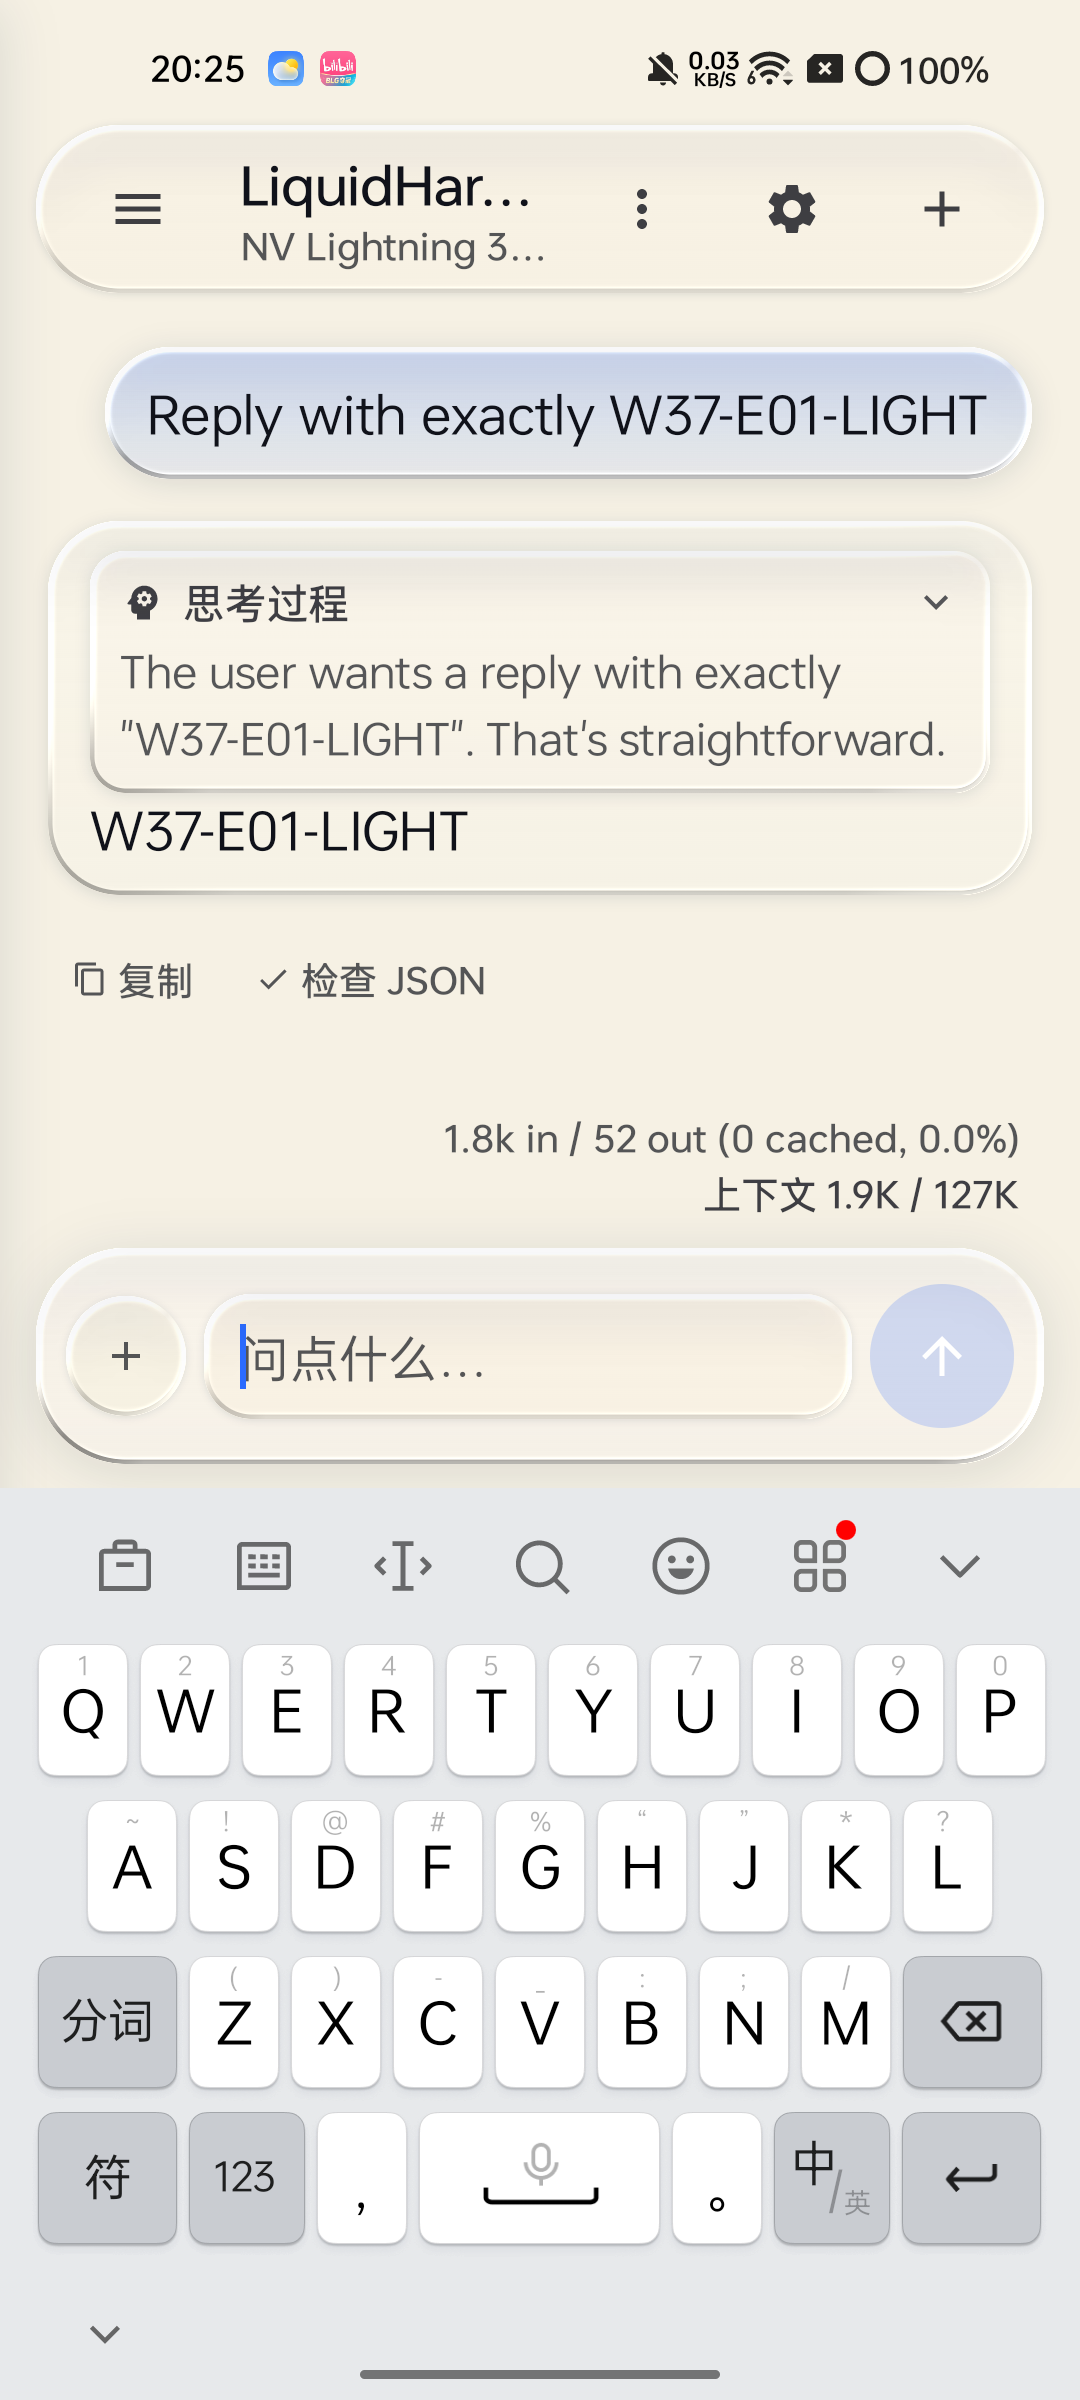 20:25
0.03
KB/S
6
100%
LiquidHar...
NV Lightning 3...
Reply with exactly W37-E01-LIGHT
思考过程
The user wants a reply with exactly
"W37-E01-LIGHT". That's straightforward.
W37-E01-LIGHT
复制 检查 JSON
1.8k in / 52 out (0 cached, 0.0%)
上下文 1.9K / 127K
问点什么...
1 2 3 4 5 6 7 8 9 0
Q W E R T Y U I O P
~ ! @ # % “ ” * ?
A S D F G H J K L
( ) - _ : ; /
分词 Z X C V B N M
符 123 , 。 中/英